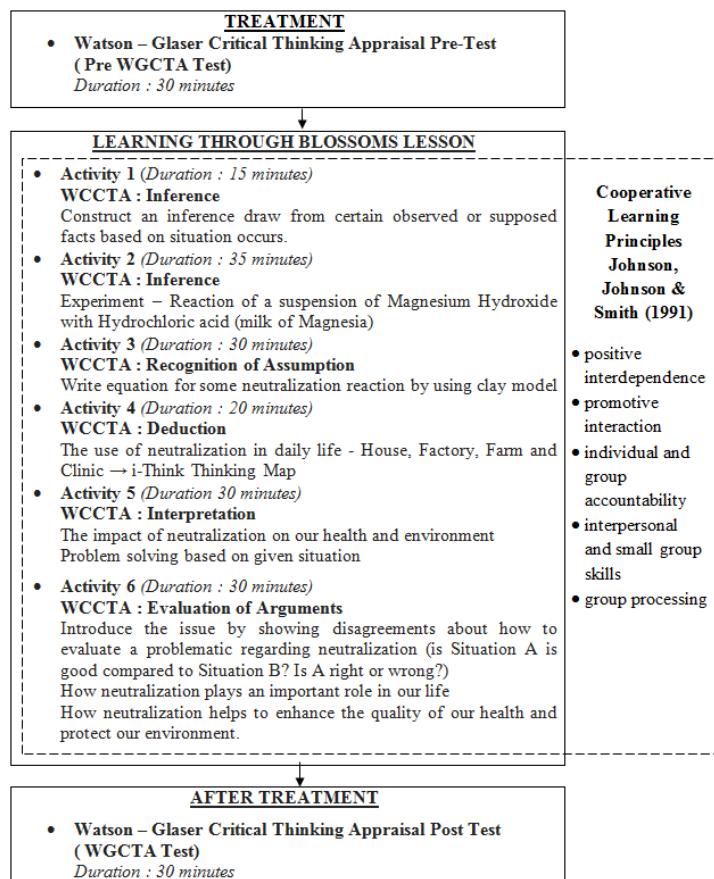 TREATMENT
• Watson – Glaser Critical Thinking Appraisal Pre-Test
( Pre WGCTA Test)
Duration : 30 minutes
LEARNING THROUGH BLOSSOMS LESSON
• Activity 1 (Duration : 15 minutes)
WCCTA : Inference
Construct an inference draw from certain observed or supposed
facts based on situation occurs.
• Activity 2 (Duration : 35 minutes)
WCCTA : Inference
Experiment – Reaction of a suspension of Magnesium Hydroxide
with Hydrochloric acid (milk of Magnesia)
• Activity 3 (Duration : 30 minutes)
WCCTA : Recognition of Assumption
Write equation for some neutralization reaction by using clay model
• Activity 4 (Duration : 20 minutes)
WCCTA : Deduction
The use of neutralization in daily life - House, Factory, Farm and
Clinic → i-Think Thinking Map
• Activity 5 (Duration 30 minutes)
WCCTA : Interpretation
The impact of neutralization on our health and environment
Problem solving based on given situation
• Activity 6 (Duration : 30 minutes)
WCCTA : Evaluation of Arguments
Introduce the issue by showing disagreements about how to
evaluate a problematic regarding neutralization (is Situation A is
good compared to Situation B? Is A right or wrong?)
How neutralization plays an important role in our life
How neutralization helps to enhance the quality of our health and
protect our environment.
Cooperative
Learning
Principles
Johnson,
Johnson &
Smith (1991)
• positive
interdependence
• promotive
interaction
• individual and
group
accountability
• interpersonal
and small group
skills
• group processing
AFTER TREATMENT
• Watson – Glaser Critical Thinking Appraisal Post Test
( WGCTA Test)
Duration : 30 minutes